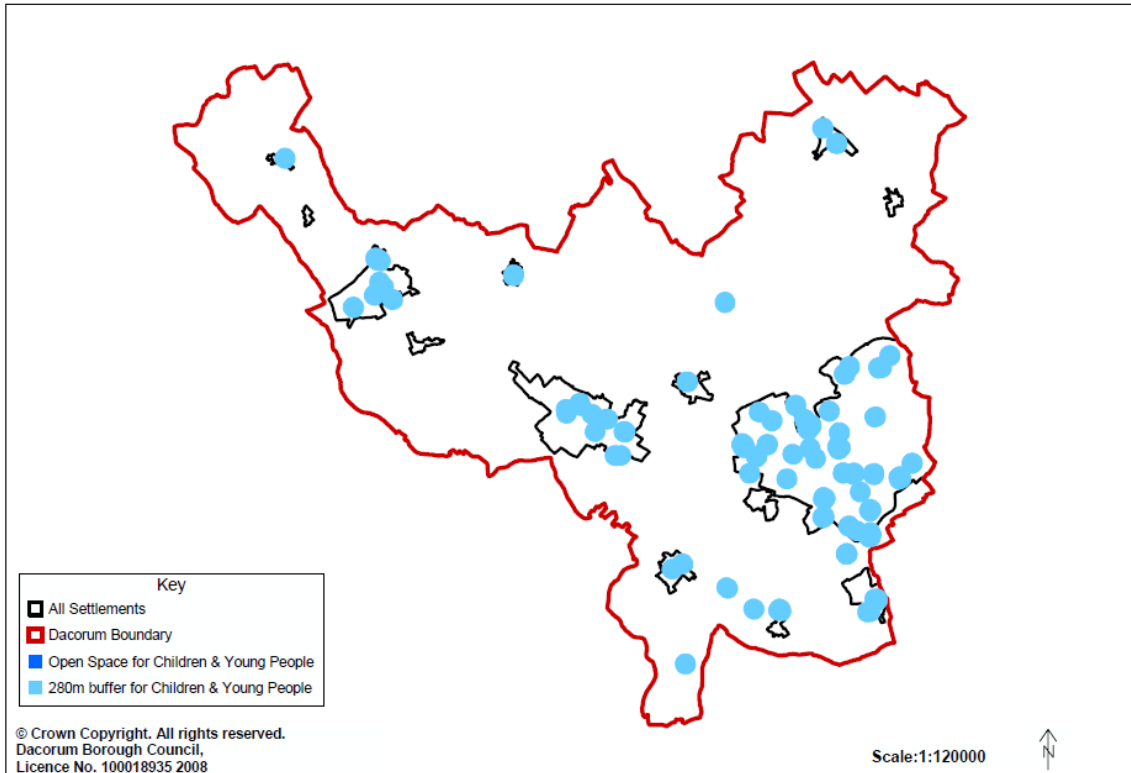 Key
All Settlements
Dacorum Boundary
Open Space for Children & Young People
280m buffer for Children & Young People
© Crown Copyright. All rights reserved.
Dacorum Borough Council,
Licence No. 100018935 2008
Scale:1:120000
N